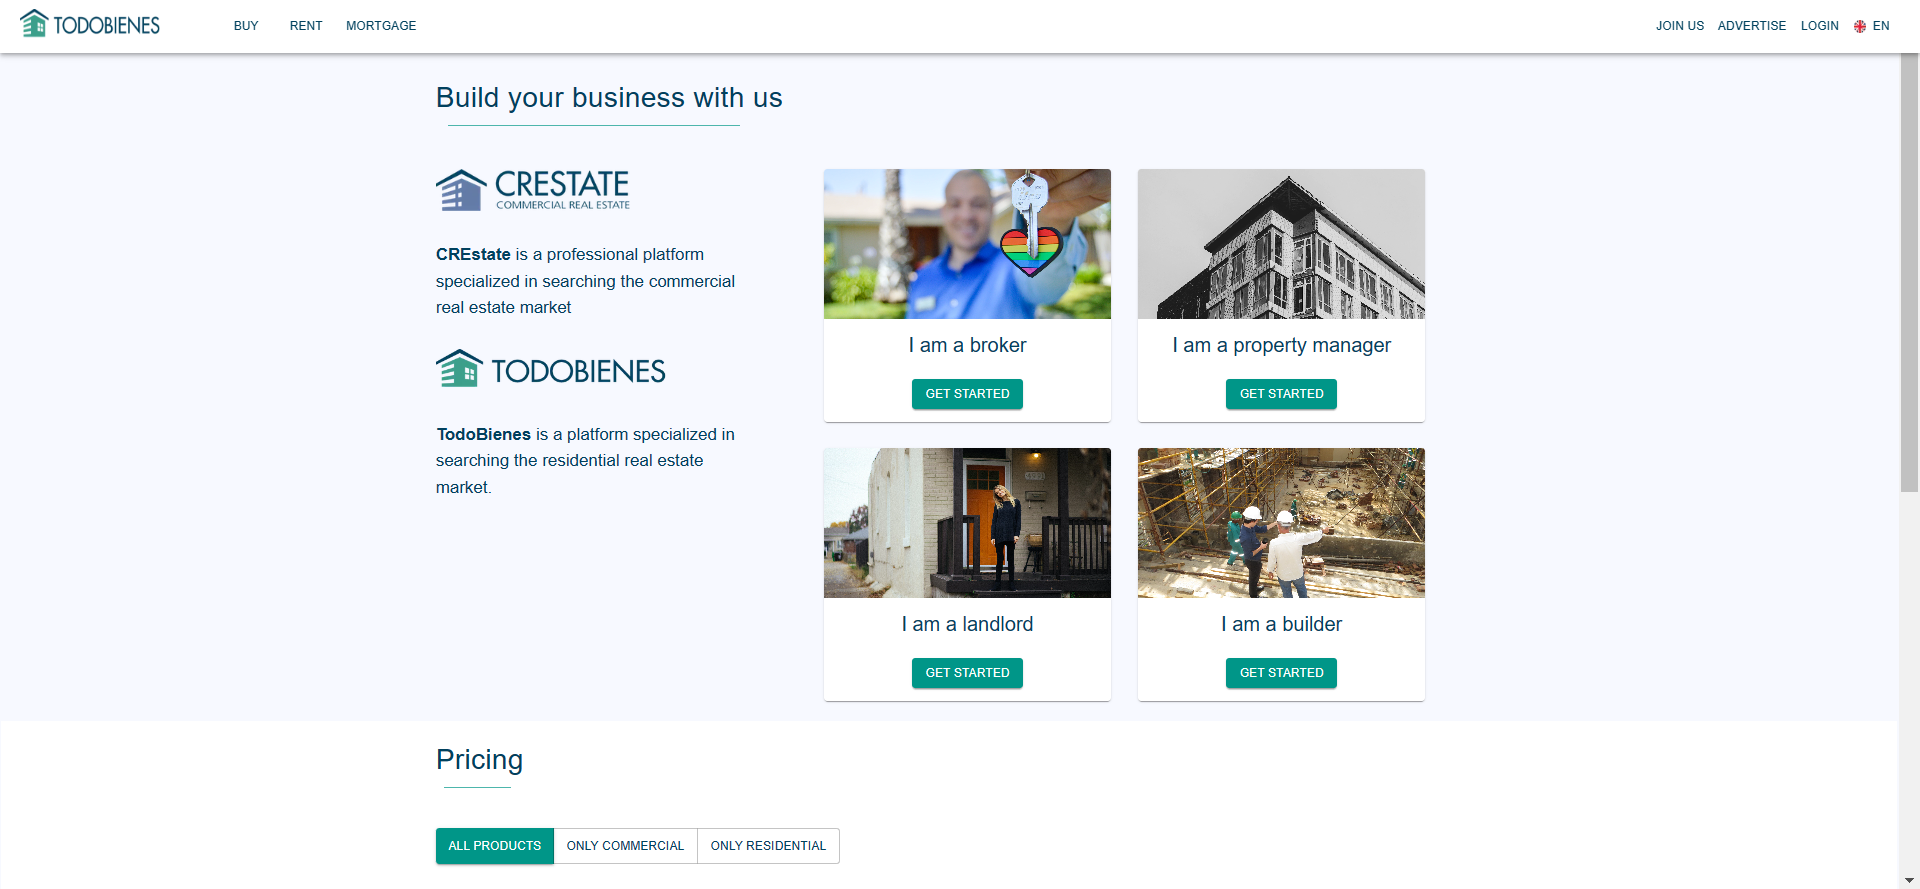 TODOBIENES
BUY RENT MORTGAGE
JOIN US ADVERTISE LOGIN EN
Build your business with us
CRESTATE
COMMERCIAL REAL ESTATE
CREstate is a professional platform
specialized in searching the commercial
real estate market
TODOBIENES
TodoBienes is a platform specialized in
searching the residential real estate
market.
I am a broker
GET STARTED
I am a property manager
GET STARTED
I am a landlord
GET STARTED
I am a builder
GET STARTED
Pricing
ALL PRODUCTS ONLY COMMERCIAL ONLY RESIDENTIAL